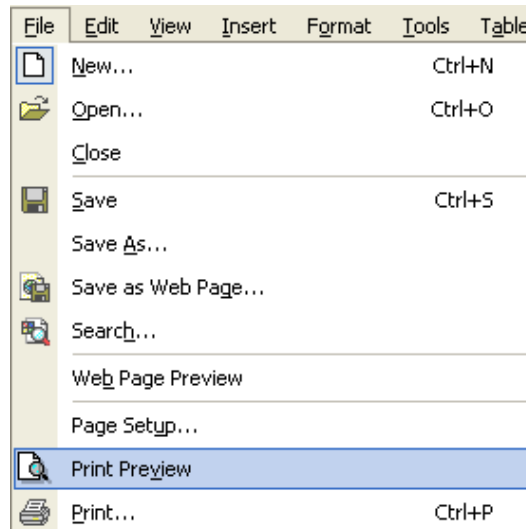 File Edit View Insert Format Tools Table
New... Ctrl+N
Open... Ctrl+O
Close
Save Ctrl+S
Save As...
Save as Web Page...
Search...
Web Page Preview
Page Setup...
Print Preview
Print... Ctrl+P